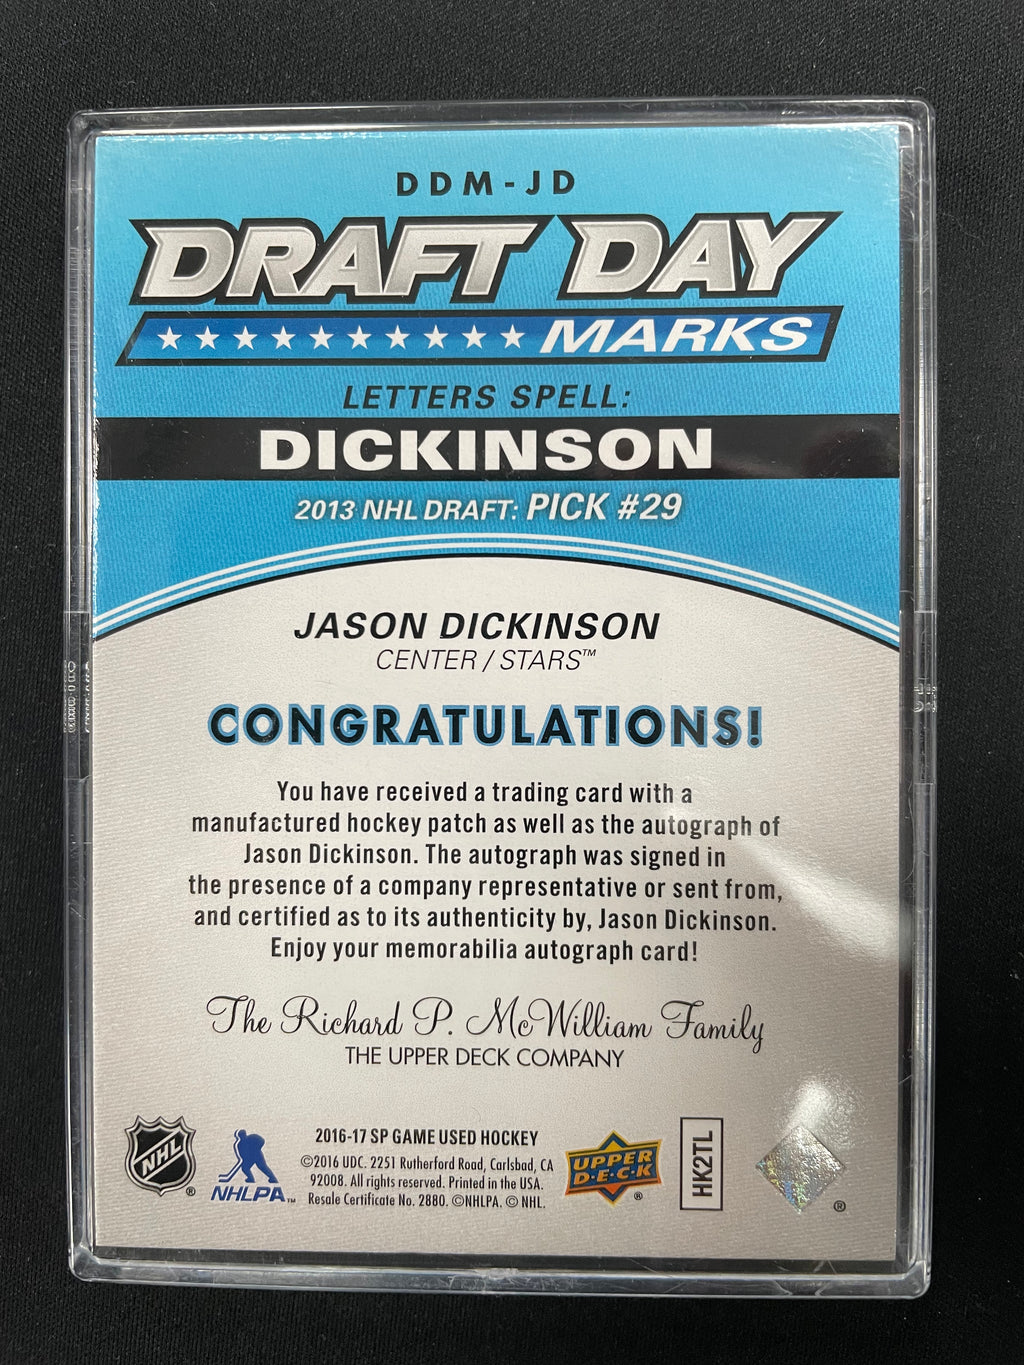 DDM-JD
DRAFT DAY
MARKS
LETTERS SPELL:
DICKINSON
2013 NHL DRAFT: PICK #29
JASON DICKINSON
CENTER / STARS™
CONGRATULATIONS!
You have received a trading card with a
manufactured hockey patch as well as the autograph of
Jason Dickinson. The autograph was signed in
the presence of a company representative or sent from,
and certified as to its authenticity by, Jason Dickinson.
Enjoy your memorabilia autograph card!
The Richard P. McWilliam Family
THE UPPER DECK COMPANY
NHL ®
NHLPA™
2016-17 SP GAME USED HOCKEY
©2016 UDC. 2251 Rutherford Road, Carlsbad, CA
92008. All rights reserved. Printed in the USA.
Resale Certificate No. 2880. ©NHLPA. © NHL.
UPPER
D·E·C·K ®
HK2TL
®